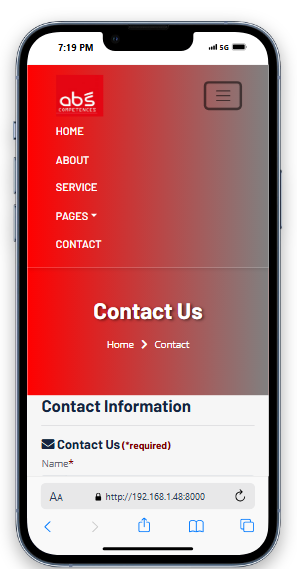 7:19 PM
5G
abs
COMPETENCES
HOME
ABOUT
SERVICE
PAGES
CONTACT
Contact Us
Home > Contact
Contact Information
Contact Us (*required)
Name*
AA http://192.168.1.48:8000